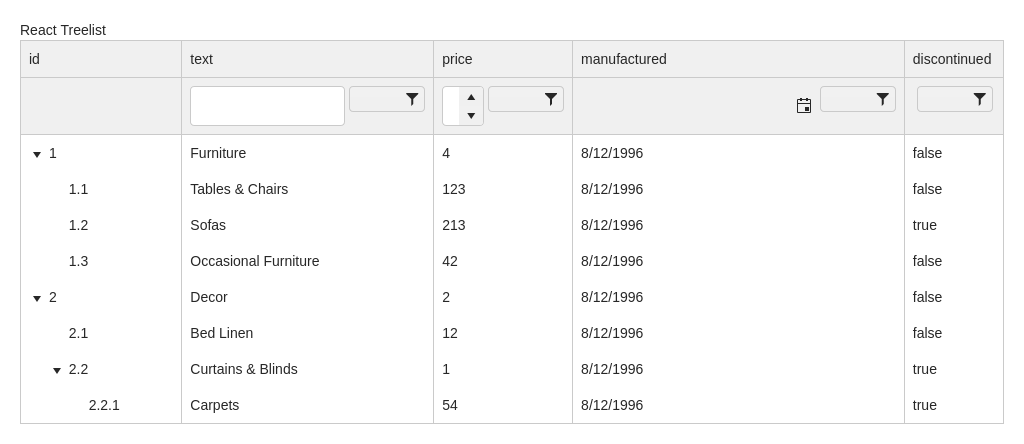 React Treelist
id text price manufactured discontinued
1 Furniture 4 8/12/1996 false
1.1 Tables & Chairs 123 8/12/1996 false
1.2 Sofas 213 8/12/1996 true
1.3 Occasional Furniture 42 8/12/1996 false
2 Decor 2 8/12/1996 false
2.1 Bed Linen 12 8/12/1996 false
2.2 Curtains & Blinds 1 8/12/1996 true
2.2.1 Carpets 54 8/12/1996 true